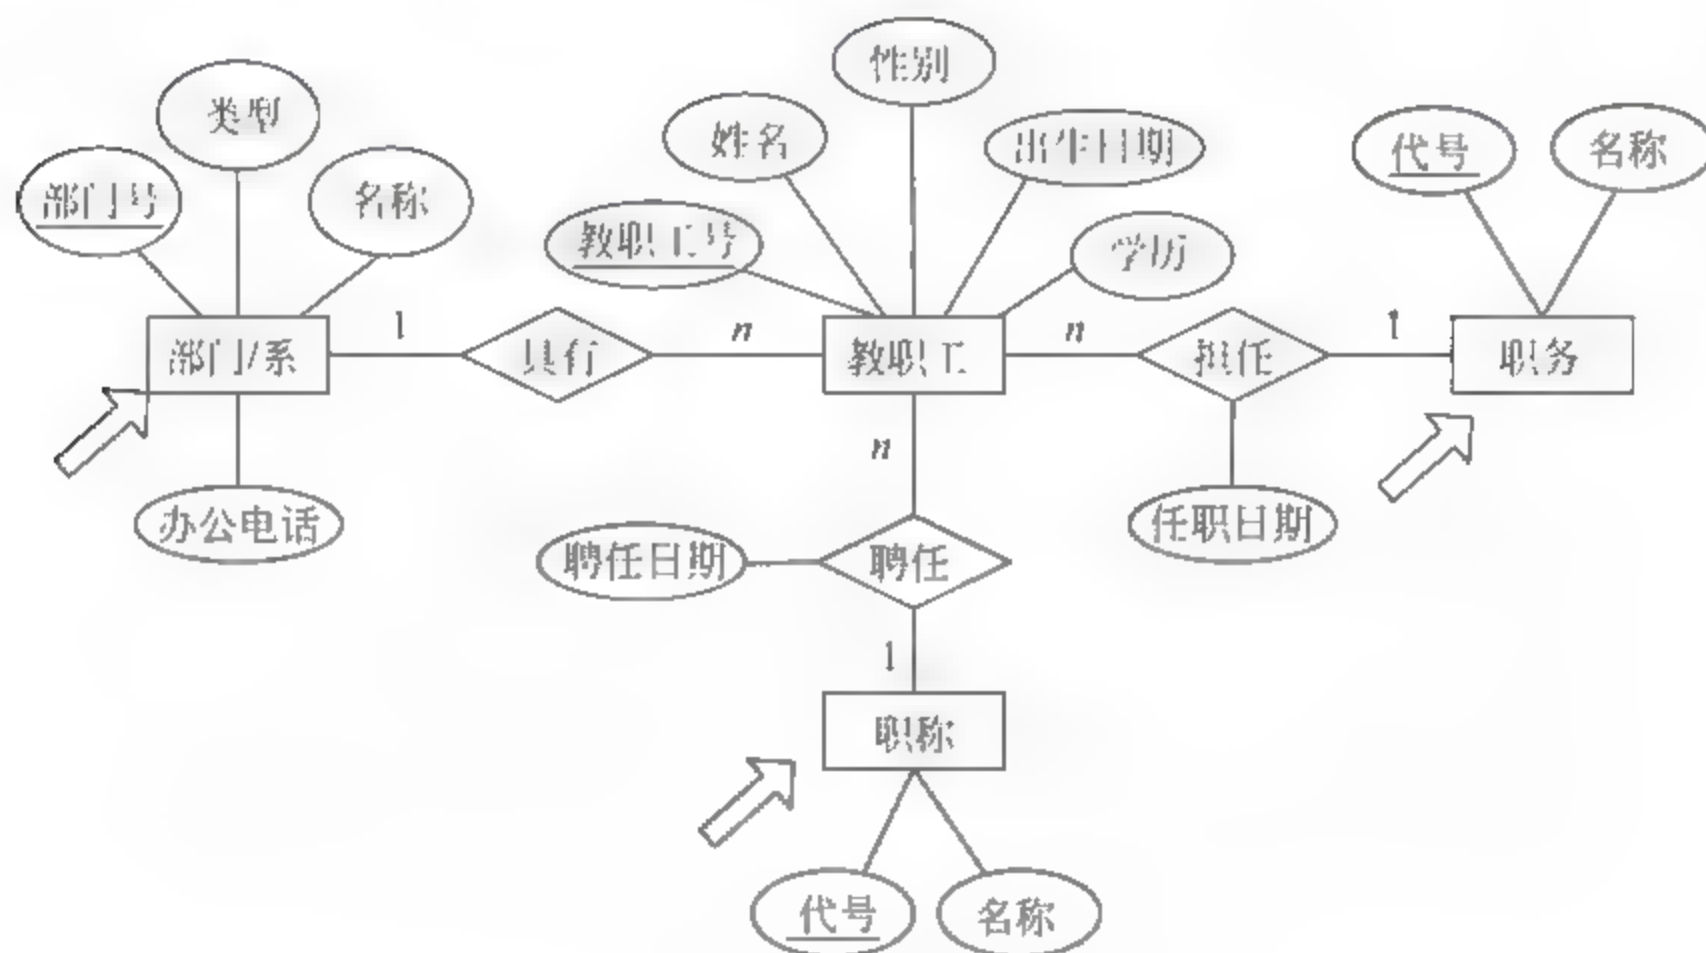 性别
类型
姓名
出生日期
代号
名称
部门号
名称
教职工号
学历
部门/系
1
具有
n
教职工
n
担任
1
职务
n
办公电话
聘任日期
聘任
任职日期
1
职称
代号
名称